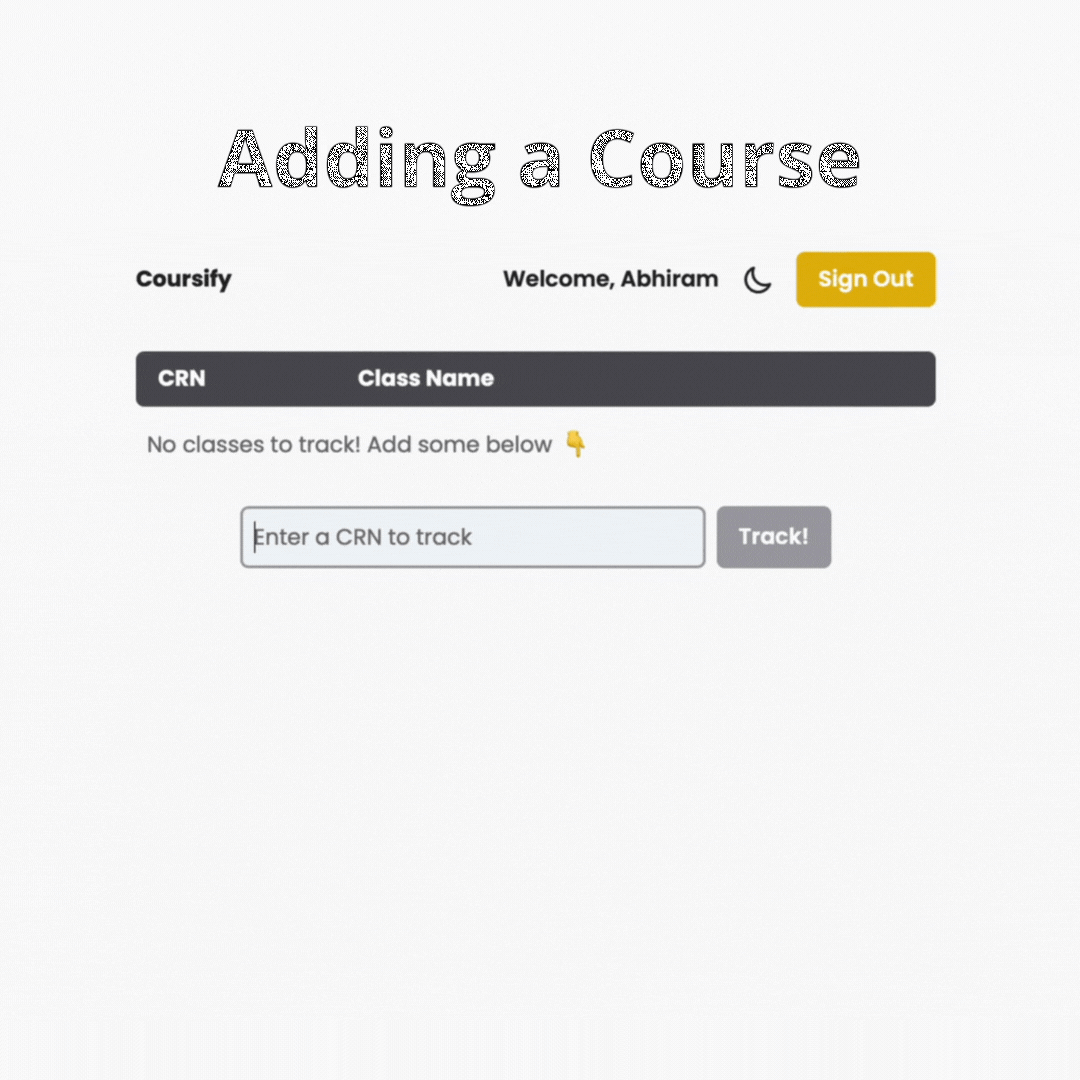 Adding a Course
Coursify Welcome, Abhiram Sign Out
CRN Class Name
No classes to track! Add some below 👇
Enter a CRN to track Track!